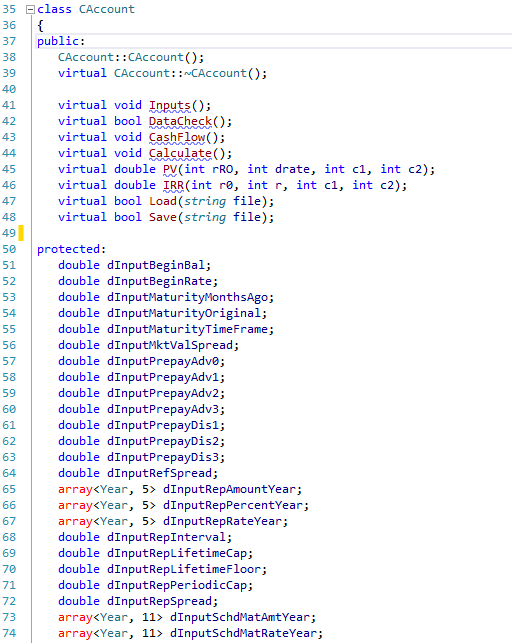 35 class CAccount
36 {
37 public:
38 CAccount::CAccount();
39 virtual CAccount::~CAccount();
40
41 virtual void Inputs();
42 virtual bool DataCheck();
43 virtual void CashFlow();
44 virtual void Calculate();
45 virtual double PV(int rRO, int drate, int c1, int c2);
46 virtual double IRR(int r0, int r, int c1, int c2);
47 virtual bool Load(string file);
48 virtual bool Save(string file);
49
50 protected:
51 double dInputBeginBal;
52 double dInputBeginRate;
53 double dInputMaturityMonthsAgo;
54 double dInputMaturityOriginal;
55 double dInputMaturityTimeFrame;
56 double dInputMktValSpread;
57 double dInputPrepayAdv0;
58 double dInputPrepayAdv1;
59 double dInputPrepayAdv2;
60 double dInputPrepayAdv3;
61 double dInputPrepayDis1;
62 double dInputPrepayDis2;
63 double dInputPrepayDis3;
64 double dInputRefSpread;
65 array<Year, 5> dInputRepAmountYear;
66 array<Year, 5> dInputRepPercentYear;
67 array<Year, 5> dInputRepRateYear;
68 double dInputRepInterval;
69 double dInputRepLifetimeCap;
70 double dInputRepLifetimeFloor;
71 double dInputRepPeriodicCap;
72 double dInputRepSpread;
73 array<Year, 11> dInputSchdMatAmtYear;
74 array<Year, 11> dInputSchdMatRateYear;